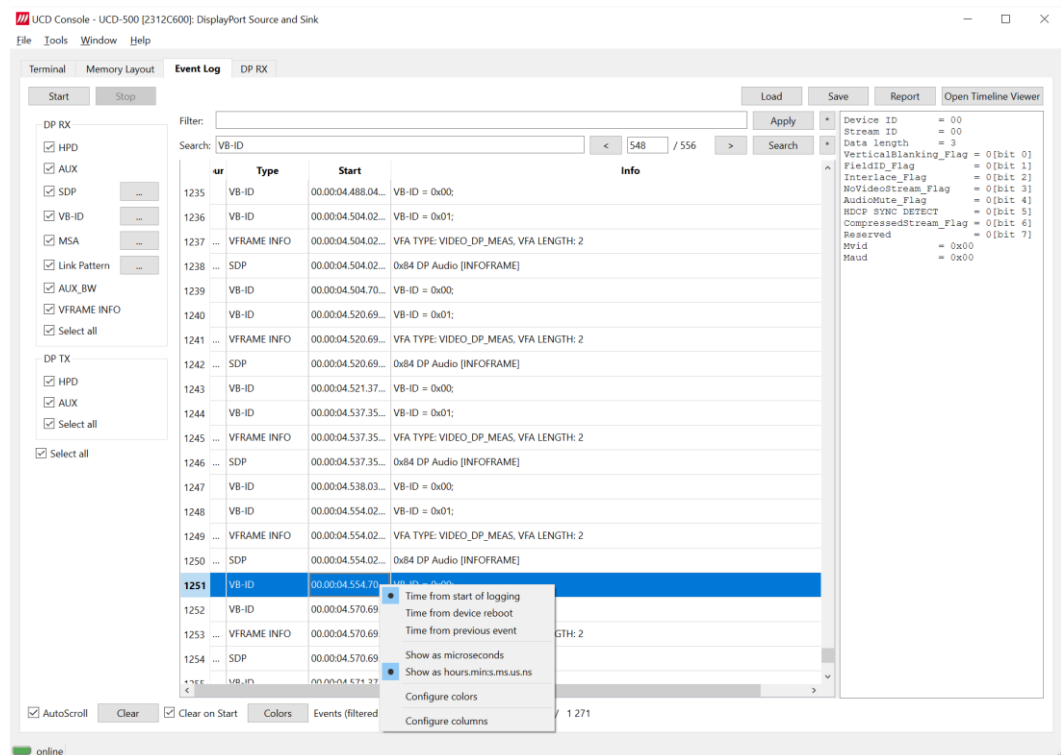 UCD Console - UCD-500 [2312C600]: DisplayPort Source and Sink
File Tools Window Help
Terminal Memory Layout Event Log DP RX
Start Stop Load Save Report Open Timeline Viewer
DP RX
HPD
AUX
SDP ...
VB-ID ...
MSA ...
Link Pattern ...
AUX_BW
VFRAME INFO
Select all
DP TX
HPD
AUX
Select all
Select all
Filter: Apply *
Search: VB-ID < 548 / 556 > Search *
ur Type Start Info
1235 VB-ID 00.00:04.488.04... VB-ID = 0x00;
1236 VB-ID 00.00:04.504.02... VB-ID = 0x01;
1237 ... VFRAME INFO 00.00:04.504.02... VFA TYPE: VIDEO_DP_MEAS, VFA LENGTH: 2
1238 ... SDP 00.00:04.504.02... 0x84 DP Audio [INFOFRAME]
1239 VB-ID 00.00:04.504.70... VB-ID = 0x00;
1240 VB-ID 00.00:04.520.69... VB-ID = 0x01;
1241 ... VFRAME INFO 00.00:04.520.69... VFA TYPE: VIDEO_DP_MEAS, VFA LENGTH: 2
1242 ... SDP 00.00:04.520.69... 0x84 DP Audio [INFOFRAME]
1243 VB-ID 00.00:04.521.37... VB-ID = 0x00;
1244 VB-ID 00.00:04.537.35... VB-ID = 0x01;
1245 ... VFRAME INFO 00.00:04.537.35... VFA TYPE: VIDEO_DP_MEAS, VFA LENGTH: 2
1246 ... SDP 00.00:04.537.35... 0x84 DP Audio [INFOFRAME]
1247 VB-ID 00.00:04.538.03... VB-ID = 0x00;
1248 VB-ID 00.00:04.554.02... VB-ID = 0x01;
1249 ... VFRAME INFO 00.00:04.554.02... VFA TYPE: VIDEO_DP_MEAS, VFA LENGTH: 2
1250 ... SDP 00.00:04.554.02... 0x84 DP Audio [INFOFRAME]
1251 VB-ID 00.00:04.554.70... VB-ID = 0x00;
1252 VB-ID 00.00:04.570.69
1253 ... VFRAME INFO 00.00:04.570.69 GTH: 2
1254 ... SDP 00.00:04.570.69
1255 VB-ID 00.00:04.571.37
Time from start of logging
Time from device reboot
Time from previous event
Show as microseconds
Show as hours.min:s.ms.us.ns
Configure colors
Configure columns
Device ID = 00
Stream ID = 00
Data length = 3
VerticalBlanking_Flag = 0[bit 0]
FieldID_Flag = 0[bit 1]
Interlace_Flag = 0[bit 2]
NoVideoStream_Flag = 0[bit 3]
AudioMute_Flag = 0[bit 4]
HDCP SYNC DETECT = 0[bit 5]
CompressedStream_Flag = 0[bit 6]
Reserved = 0[bit 7]
Mvid = 0x00
Maud = 0x00
AutoScroll Clear Clear on Start Colors Events (filtered / 1 271
online